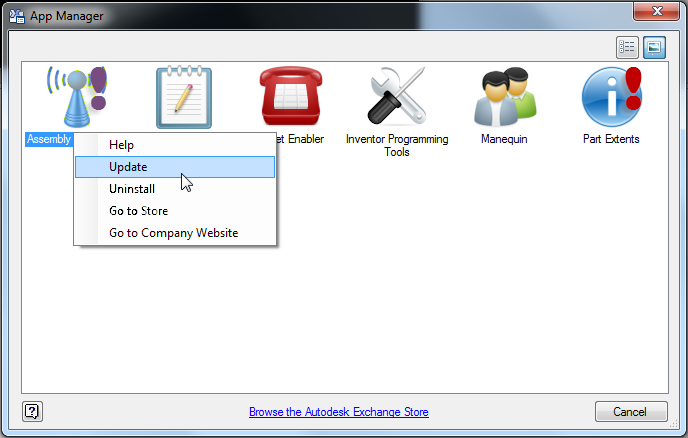 App Manager
Assembly
et Enabler
Inventor Programming
Tools
Manequin
Part Extents
Help
Update
Uninstall
Go to Store
Go to Company Website
?
Browse the Autodesk Exchange Store
Cancel